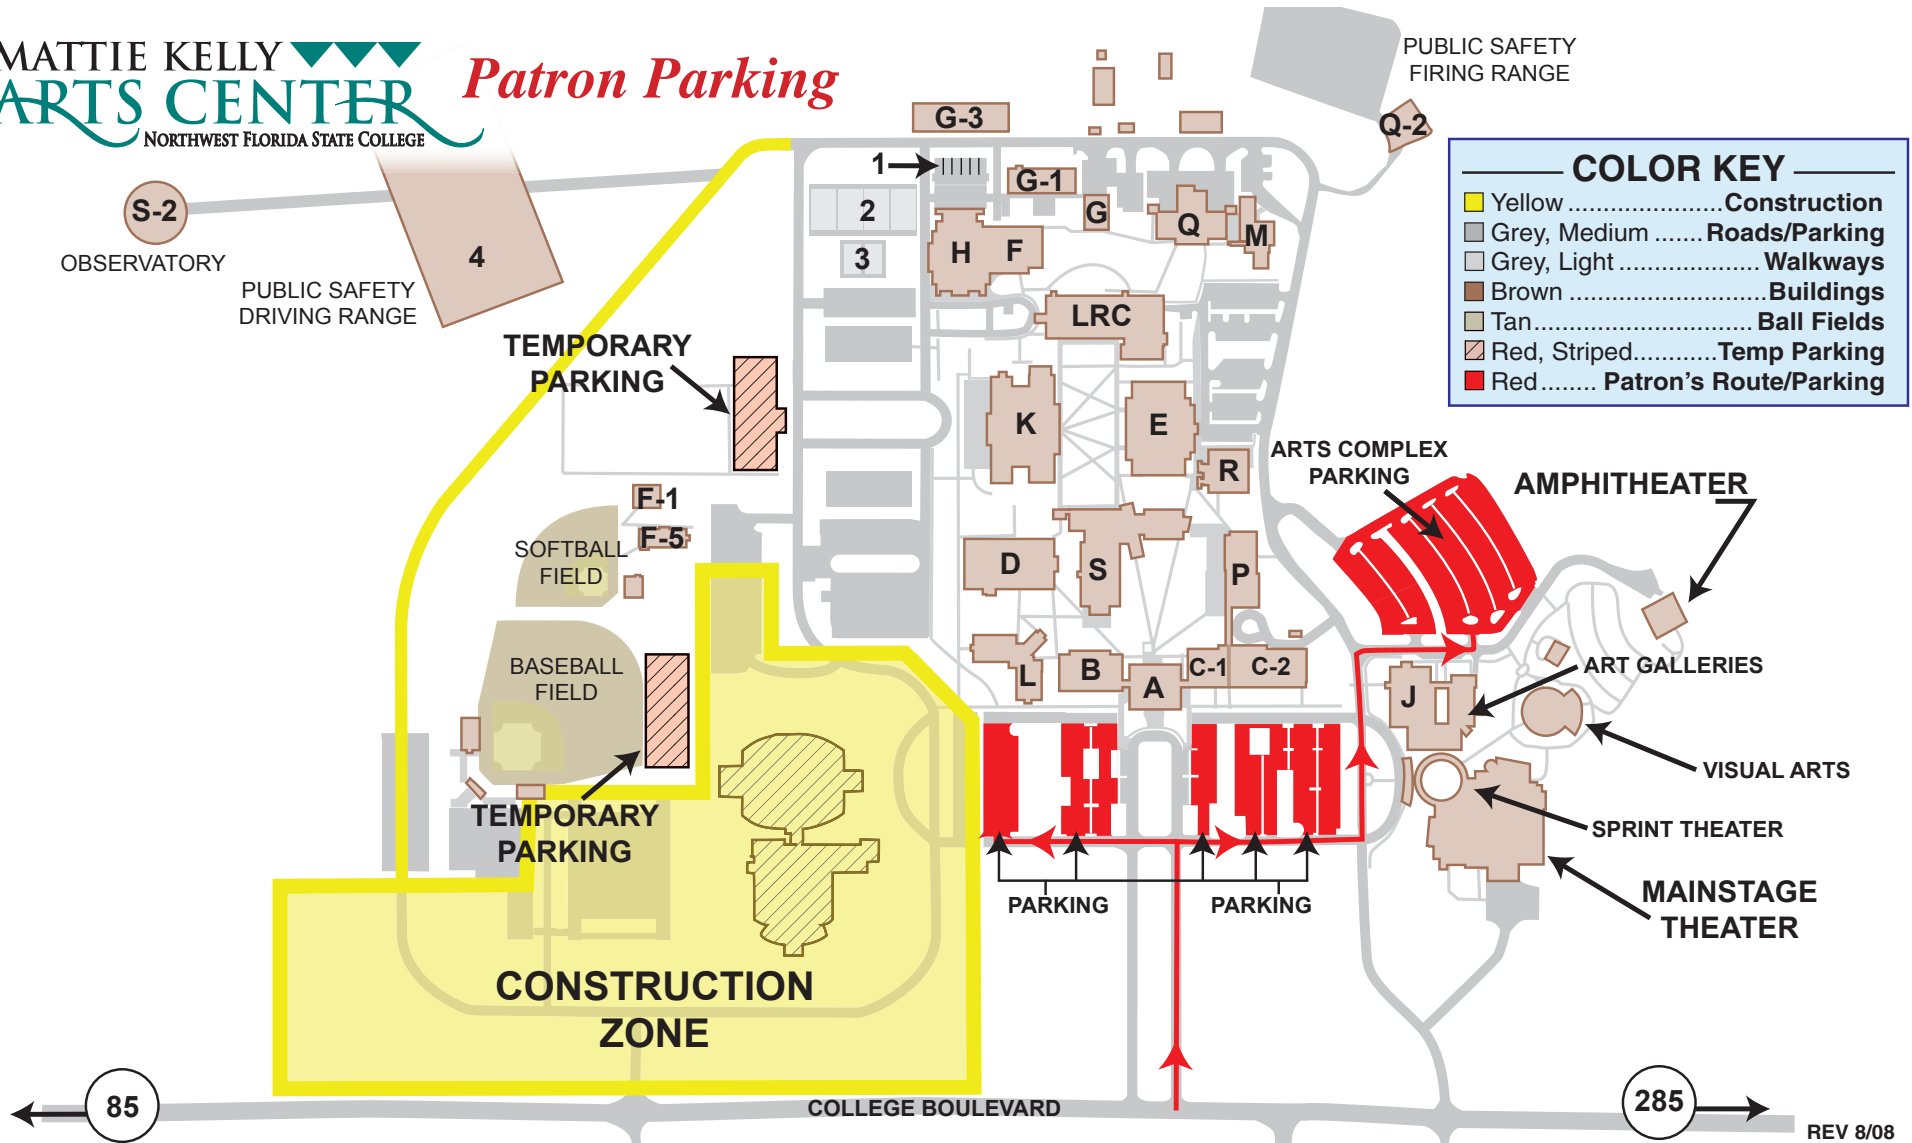 MATTIE KELLY
ARTS CENTER
NORTHWEST FLORIDA STATE COLLEGE
Patron Parking
PUBLIC SAFETY
FIRING RANGE
Q-2
G-3
1
G-1
G
Q
M
2
3
H
F
S-2
OBSERVATORY
4
PUBLIC SAFETY
DRIVING RANGE
COLOR KEY
Yellow ...................... Construction
Grey, Medium ....... Roads/Parking
Grey, Light .................... Walkways
Brown ............................ Buildings
Tan ............................... Ball Fields
Red, Striped ............ Temp Parking
Red ........ Patron's Route/Parking
LRC
TEMPORARY
PARKING
K
E
R
ARTS COMPLEX
PARKING
AMPHITHEATER
F-1
F-5
SOFTBALL
FIELD
D
S
P
BASEBALL
FIELD
L
B
A
C-1
C-2
J
ART GALLERIES
VISUAL ARTS
SPRINT THEATER
MAINSTAGE
THEATER
TEMPORARY
PARKING
PARKING
PARKING
CONSTRUCTION
ZONE
85
COLLEGE BOULEVARD
285
REV 8/08